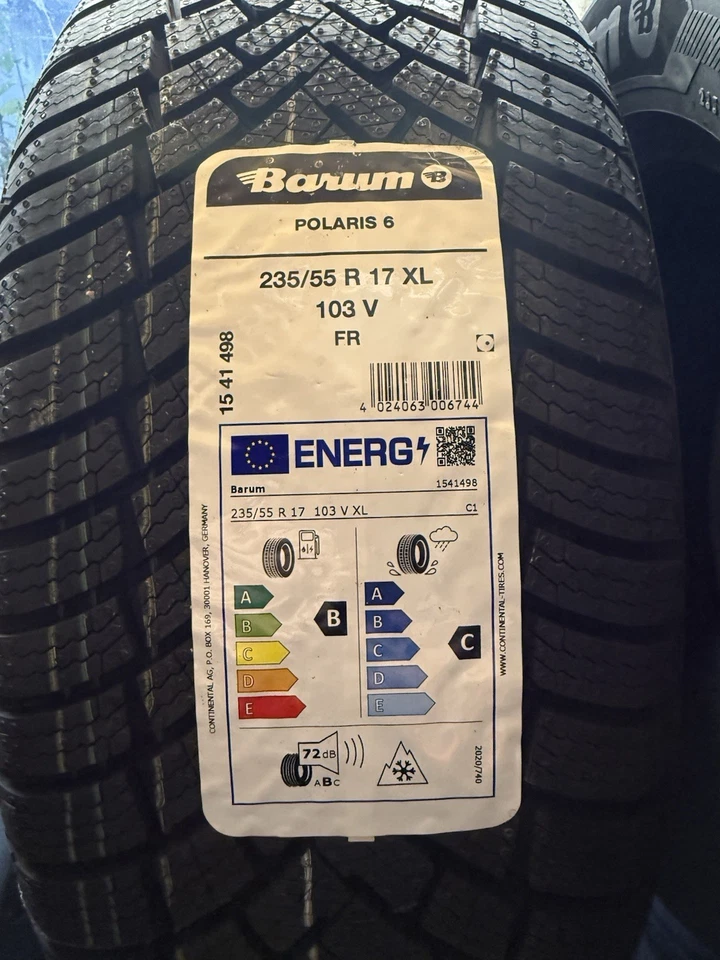 Barum B
POLARIS 6
235/55 R 17 XL
103 V
FR
15 41 498
4 024063 006744
ENERG
Barum 1541498
235/55 R 17 103 V XL C1
A
B
C
D
E
B
A
B
C
D
E
C
72 dB
ABC
2020/740
CONTINENTAL AG, P.O. BOX 169, 30001 HANOVER, GERMANY
WWW.CONTINENTAL-TIRES.COM